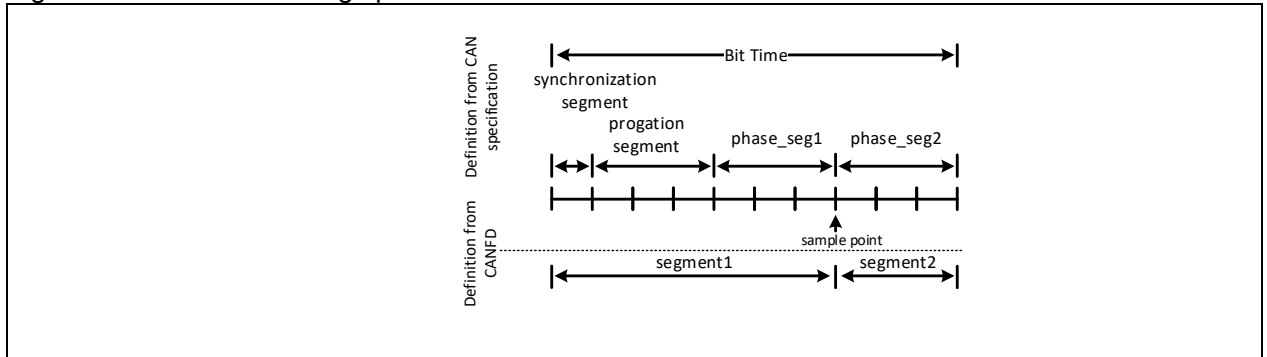 Bit Time
Definition from CAN
specification
synchronization
segment
progation
segment
phase_seg1
phase_seg2
sample point
Definition from
CANFD
segment1
segment2